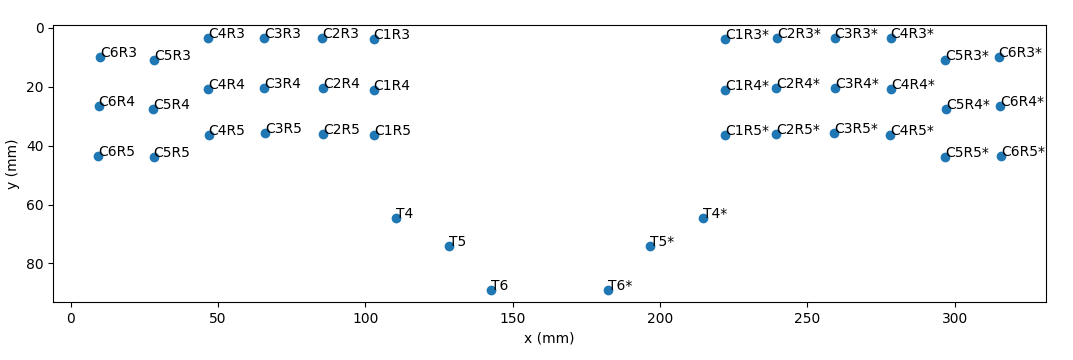 0
20
40
60
80
y (mm)
C6R3 C5R3 C4R3 C3R3 C2R3 C1R3 C1R3* C2R3* C3R3* C4R3* C5R3* C6R3*
C6R4 C5R4 C4R4 C3R4 C2R4 C1R4 C1R4* C2R4* C3R4* C4R4* C5R4* C6R4*
C6R5 C5R5 C4R5 C3R5 C2R5 C1R5 C1R5* C2R5* C3R5* C4R5* C5R5* C6R5*
T4 T4*
T5 T5*
T6 T6*
0 50 100 150 200 250 300
x (mm)